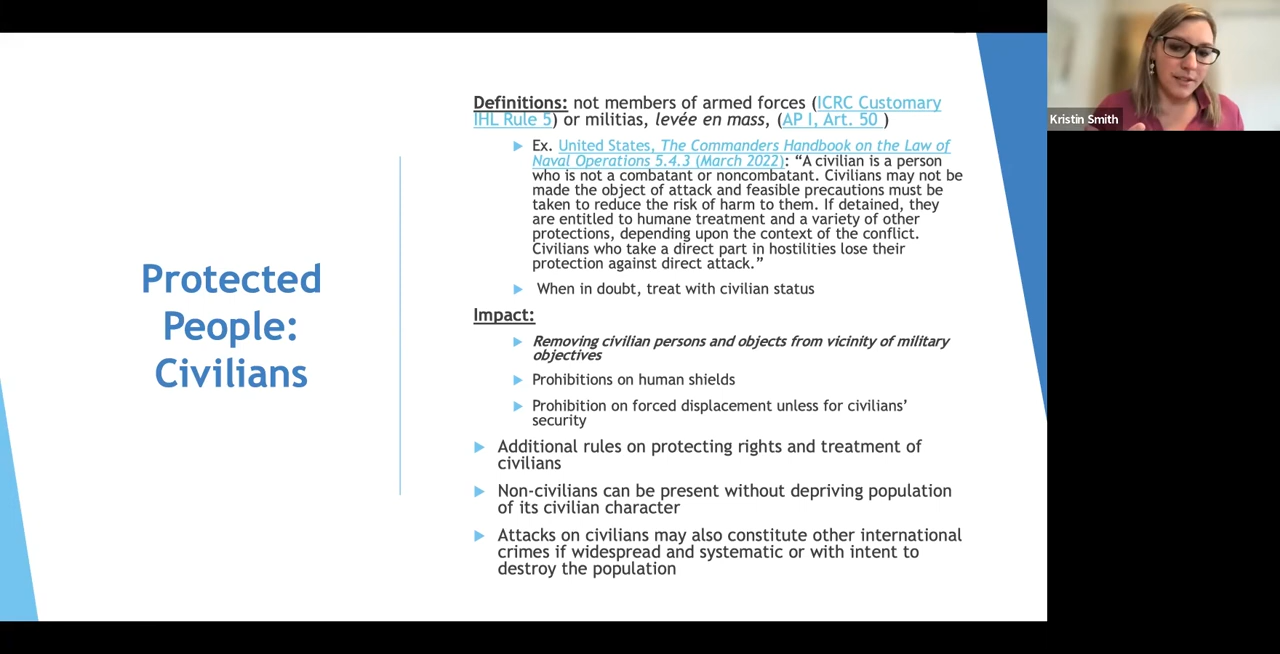 Protected
People:
Civilians
Definitions: not members of armed forces (ICRC Customary
IHL Rule 5) or militias, levée en mass, (AP I, Art. 50 )
Ex. United States, The Commanders Handbook on the Law of
Naval Operations 5.4.3 (March 2022): “A civilian is a person
who is not a combatant or noncombatant. Civilians may not be
made the object of attack and feasible precautions must be
taken to reduce the risk of harm to them. If detained, they
are entitled to humane treatment and a variety of other
protections, depending upon the context of the conflict.
Civilians who take a direct part in hostilities lose their
protection against direct attack.”
When in doubt, treat with civilian status
Impact:
Removing civilian persons and objects from vicinity of military
objectives
Prohibitions on human shields
Prohibition on forced displacement unless for civilians’
security
Additional rules on protecting rights and treatment of
civilians
Non-civilians can be present without depriving population
of its civilian character
Attacks on civilians may also constitute other international
crimes if widespread and systematic or with intent to
destroy the population
Kristin Smith